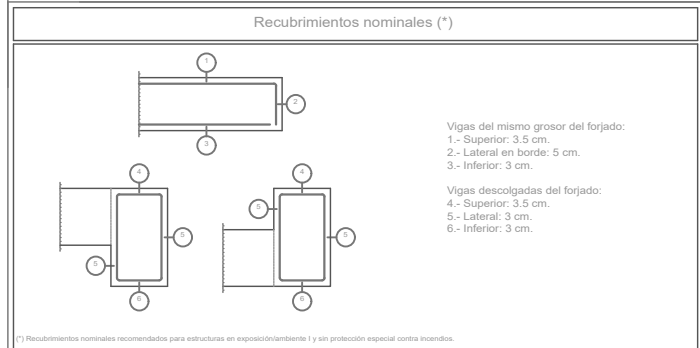 Recubrimientos nominales (*)
1
2
3
Vigas del mismo grosor del forjado:
1.- Superior: 3.5 cm.
2.- Lateral en borde: 5 cm.
3.- Inferior: 3 cm.
Vigas descolgadas del forjado:
4.- Superior: 3.5 cm.
5.- Lateral: 3 cm.
6.- Inferior: 3 cm.
4
5
5
6
4
5
5
6
(*) Recubrimientos nominales recomendados para estructuras en exposición/ambiente I y sin protección especial contra incendios.